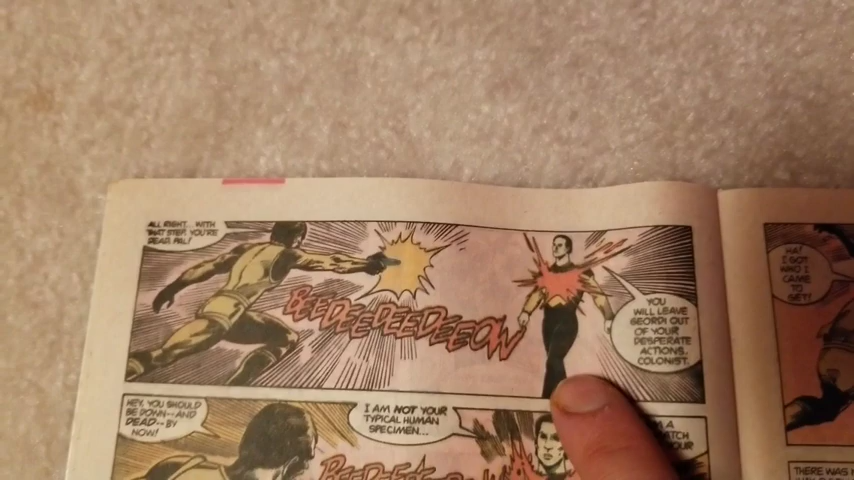 ALL RIGHT... WITH
THAT STEP, YOU'RE
DEAD, PAL!
BEEDEEDEEDEEEOW
YOU
WILL LEAVE
GEORDI OUT
OF YOUR
DESPERATE
ACTIONS,
COLONIST.
HEY, YOU SHOULD
BE DOWN--AND
DEAD--BY
NOW!
I AM NOT YOUR
TYPICAL HUMAN
SPECIMEN...
HA!
I GOT
WHO I
CAME
TO
GET!
THERE WAS